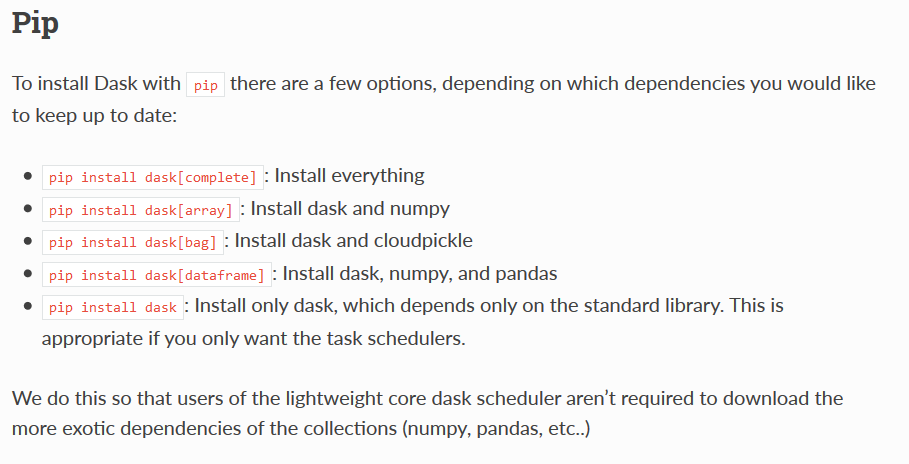 Pip
To install Dask with pip there are a few options, depending on which dependencies you would like
to keep up to date:
• pip install dask[complete] : Install everything
• pip install dask[array] : Install dask and numpy
• pip install dask[bag] : Install dask and cloudpickle
• pip install dask[dataframe] : Install dask, numpy, and pandas
• pip install dask : Install only dask, which depends only on the standard library. This is
appropriate if you only want the task schedulers.
We do this so that users of the lightweight core dask scheduler aren’t required to download the
more exotic dependencies of the collections (numpy, pandas, etc..)